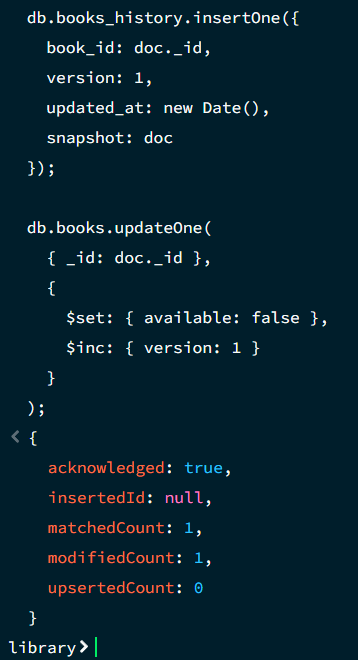 db.books_history.insertOne({
  book_id: doc._id,
  version: 1,
  updated_at: new Date(),
  snapshot: doc
});

db.books.updateOne(
  { _id: doc._id },
  {
    $set: { available: false },
    $inc: { version: 1 }
  }
);
< {
  acknowledged: true,
  insertedId: null,
  matchedCount: 1,
  modifiedCount: 1,
  upsertedCount: 0
}
library>